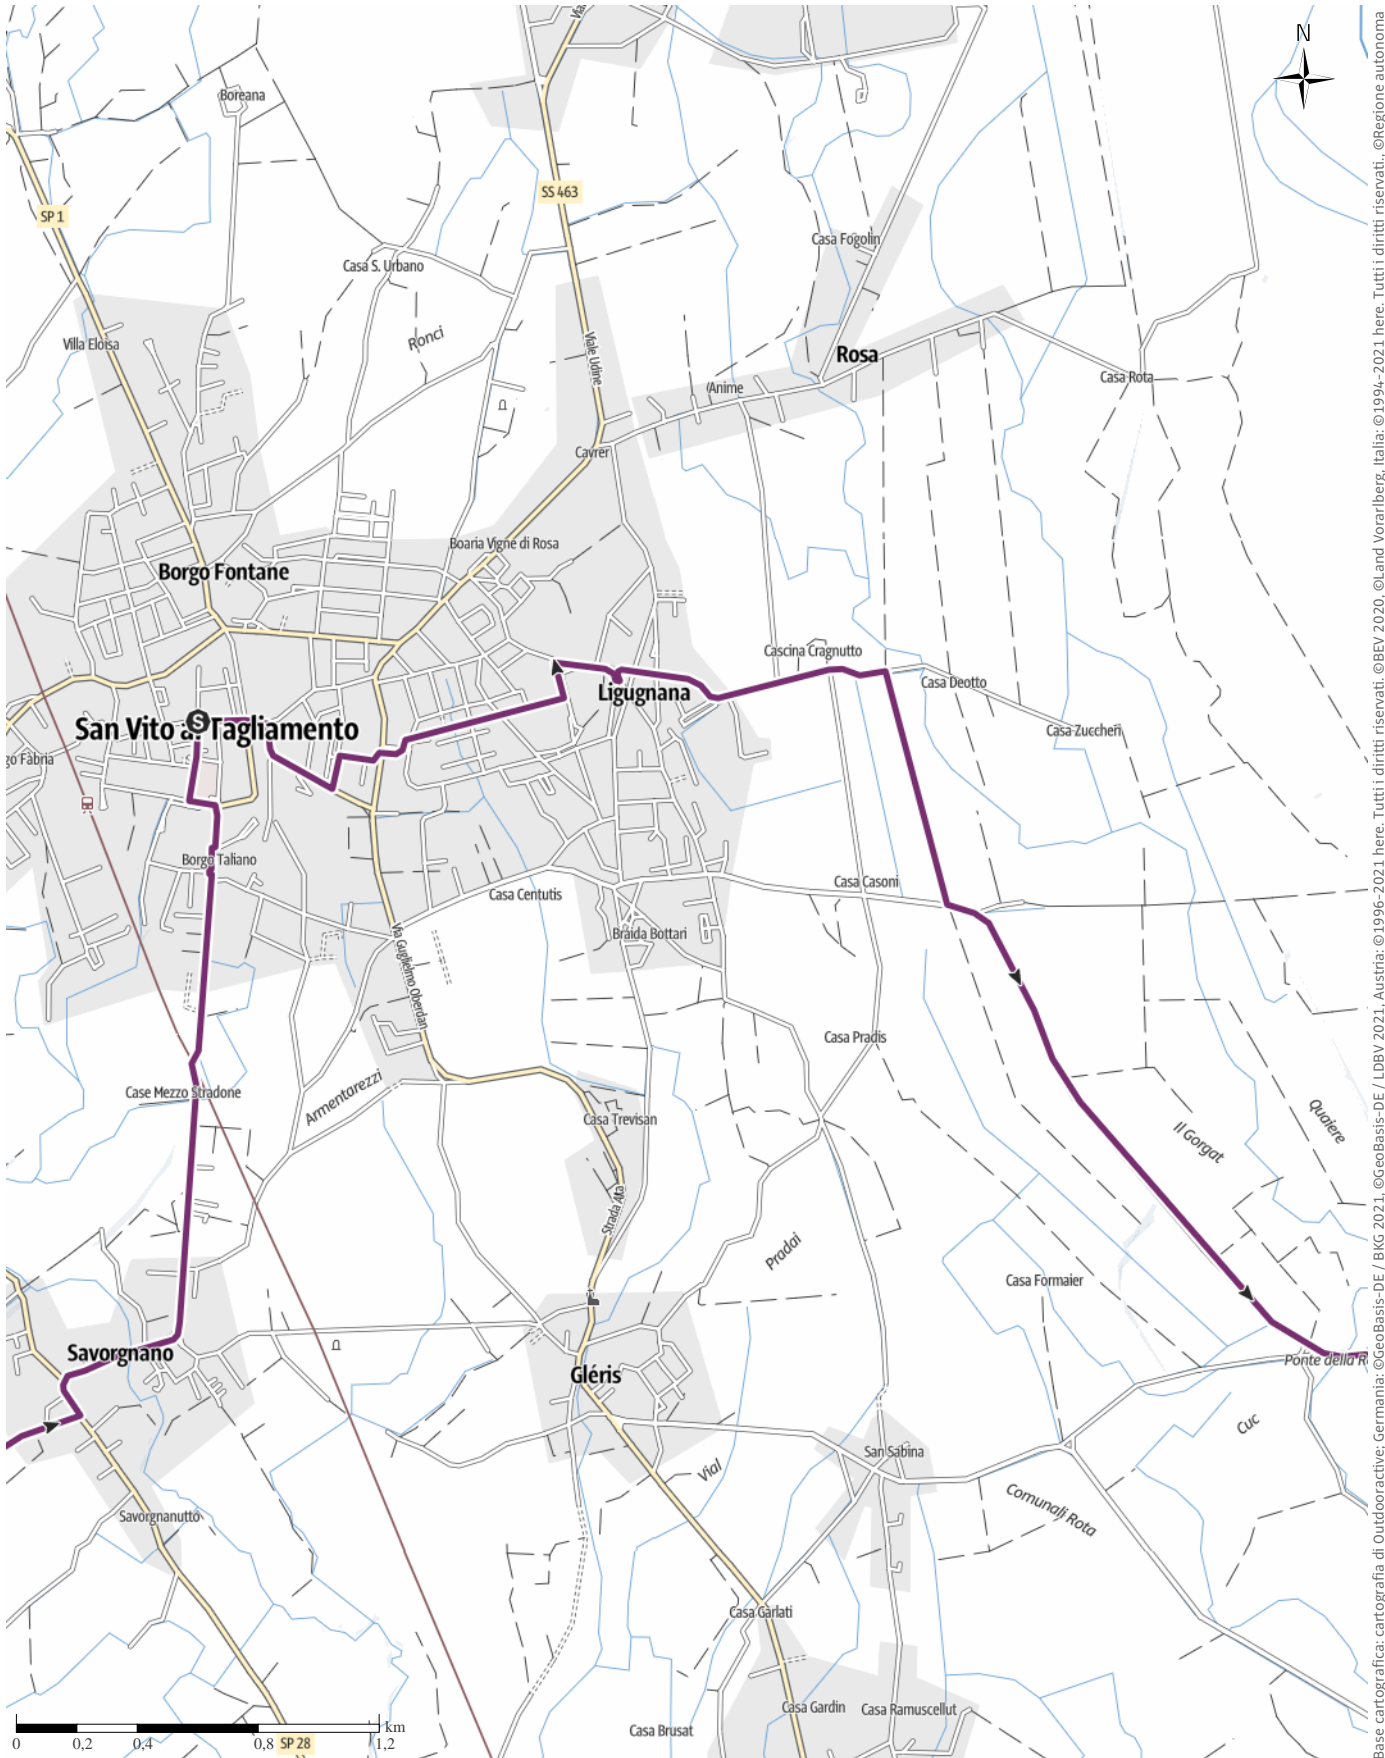 N
Boreana
SP 1
SS 463
Casa Fogolin
Casa S. Urbano
Ronci
Villa Eloisa
Viale Udine
Rosa
Casa Rota
Anime
Cavrer
Boaria Vigne di Rosa
Borgo Fontane
Cascina Cragnutto
Casa Deotto
Ligugnana
S
San Vito al Tagliamento
Casa Zuccheri
go Fàbria
Borgo Taliano
Casa Centutis
Casa Casoni
Braida Bottari
Via Guglielmo Oberdan
Casa Pradis
Case Mezzo Stradone
Armentarezzi
Casa Trevisan
Il Gorgat
Quaiere
Strada Alta
Pradai
Casa Formaier
Savorgnano
Gléris
Ponte della R
Cuc
San Sabina
Vial
Comunali Rota
Savorgnanutto
Casa Garlati
Casa Gardin
Casa Ramuscellut
Casa Brusat
SP 28
km
0
0,2
0,4
0,8
1,2
Base cartografica: cartografia di Outdooractive; Germania: ©GeoBasis-DE / BKG 2021, ©GeoBasis-DE / LDBV 2021, Austria: ©1996-2021 here. Tutti i diritti riservati. ©BEV 2020, ©Land Vorarlberg, Italia: ©1994-2021 here. Tutti i diritti riservati., ©Regione autonoma